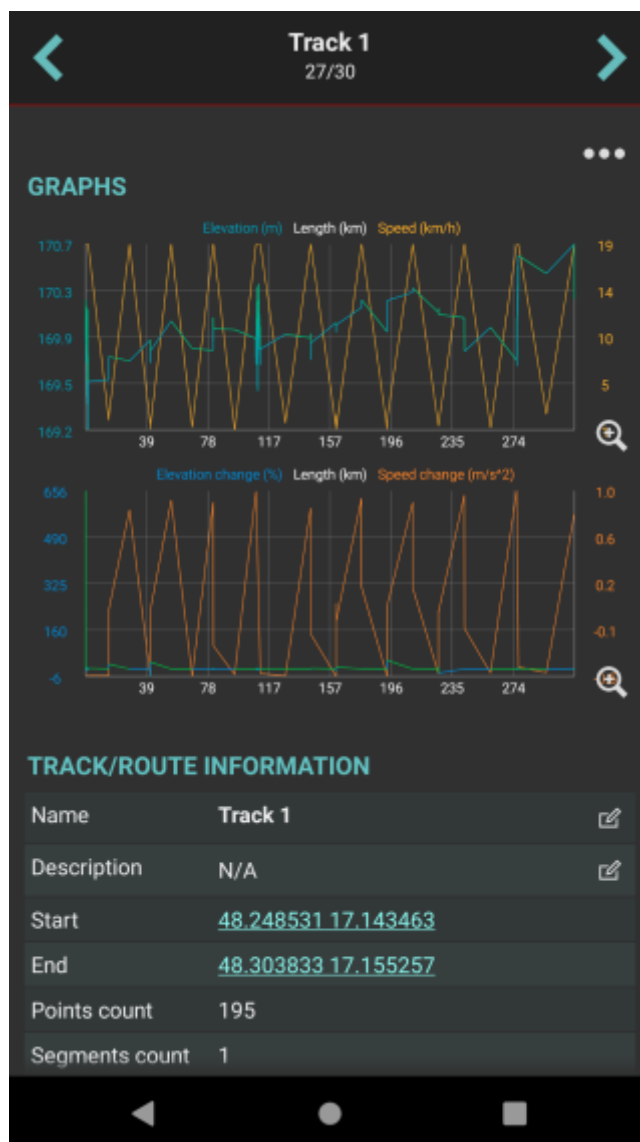 Track 1
27/30
GRAPHS
Elevation (m) Length (km) Speed (km/h)
170.7 19
170.3 14
169.9 10
169.5 5
169.2
39 78 117 157 196 235 274
Elevation change (%) Length (km) Speed change (m/s^2)
656 1.0
490 0.6
325 0.2
160 -0.1
-6
39 78 117 157 196 235 274
TRACK/ROUTE INFORMATION
Name Track 1
Description N/A
Start 48.248531 17.143463
End 48.303833 17.155257
Points count 195
Segments count 1